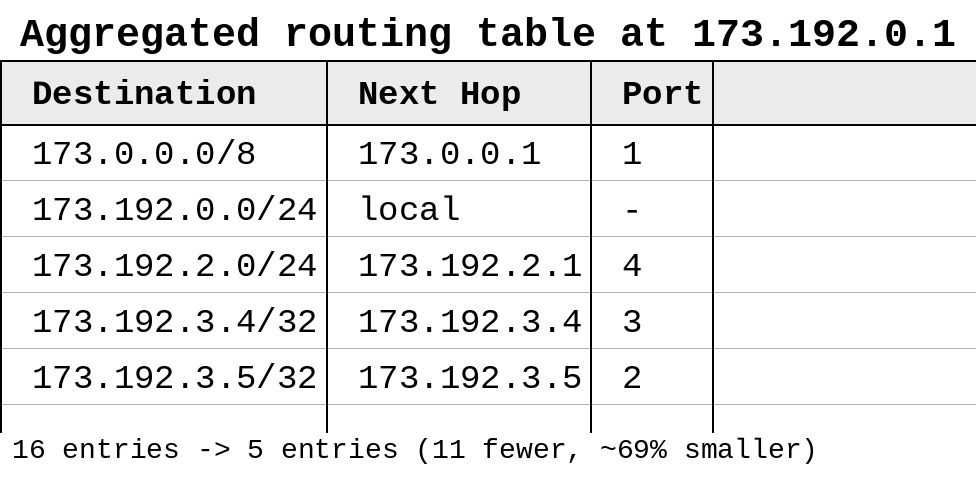 Aggregated routing table at 173.192.0.1
Destination Next Hop Port
173.0.0.0/8 173.0.0.1 1
173.192.0.0/24 local -
173.192.2.0/24 173.192.2.1 4
173.192.3.4/32 173.192.3.4 3
173.192.3.5/32 173.192.3.5 2
16 entries -> 5 entries (11 fewer, ~69% smaller)